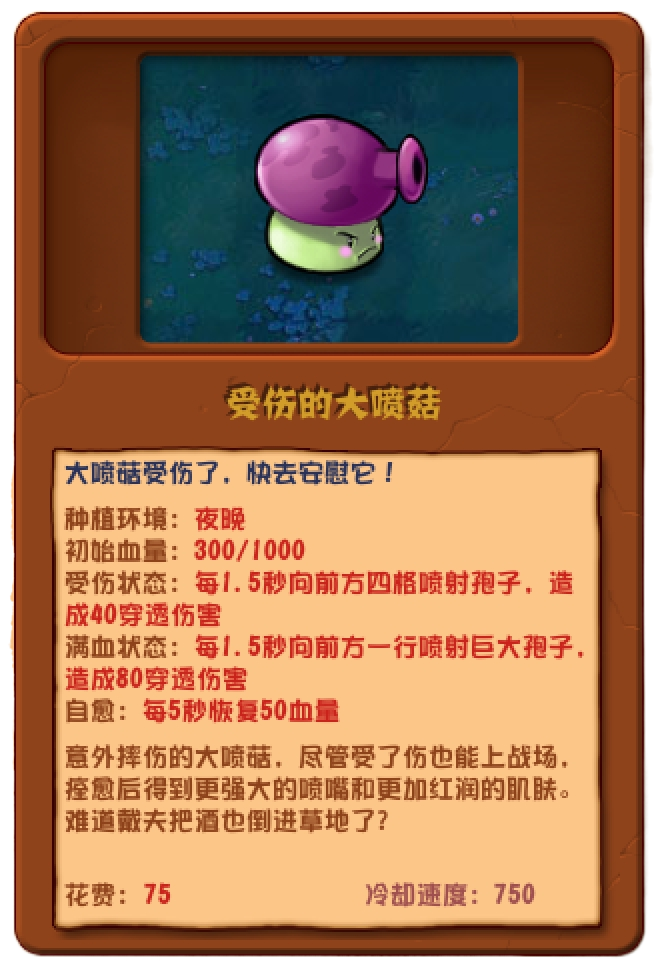 受伤的大喷菇
大喷菇受伤了，快去安慰它！
种植环境：夜晚
初始血量：300/1000
受伤状态：每1.5秒向前方四格喷射孢子，造
成40穿透伤害
满血状态：每1.5秒向前方一行喷射巨大孢子，
造成80穿透伤害
自愈：每5秒恢复50血量
意外摔伤的大喷菇，尽管受了伤也能上战场，
痊愈后得到更强大的喷嘴和更加红润的肌肤。
难道戴夫把酒也倒进草地了？
花费：75 冷却速度：750